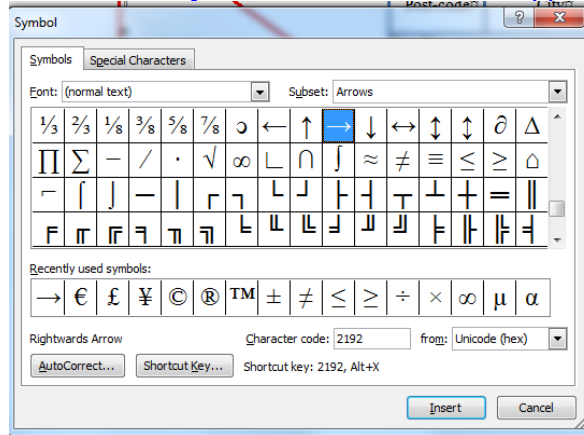 Post-code¤ City¤
Symbol
Symbols Special Characters
Font: (normal text) Subset: Arrows
⅓ ⅔ ⅛ ⅜ ⅝ ⅞ ↄ ← ↑ → ↓ ↔ ↕ ↨ ∂ ∆
∏ ∑ − ∕ ∙ √ ∞ ∟ ∩ ∫ ≈ ≠ ≡ ≤ ≥ ⌂
⌐ ⌠ ⌡ ─ │ ┌ ┐ └ ┘ ├ ┤ ┬ ┴ ┼ ═ ║
╒ ╓ ╔ ╕ ╖ ╗ ╘ ╙ ╚ ╛ ╜ ╝ ╞ ╟ ╠ ╡
Recently used symbols:
→ € £ ¥ © ® ™ ± ≠ ≤ ≥ ÷ × ∞ µ α
Rightwards Arrow Character code: 2192 from: Unicode (hex)
AutoCorrect... Shortcut Key... Shortcut key: 2192, Alt+X
Insert Cancel